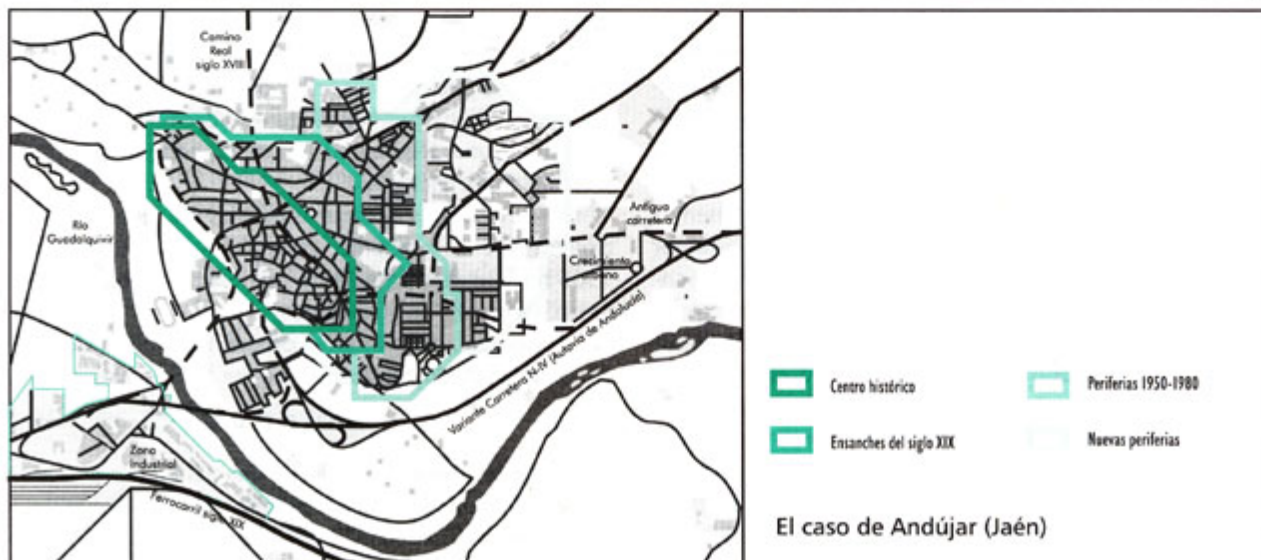 Camino
Real
siglo XVIII
Río
Guadalquivir
Antigua
carretera
Crecimiento
urbano
Variante Carretera N-IV (Autovía de Andalucía)
Zona
Industrial
Ferrocarril siglo XIX
Centro histórico
Periferias 1950-1980
Ensanches del siglo XIX
Nuevas periferias
El caso de Andújar (Jaén)